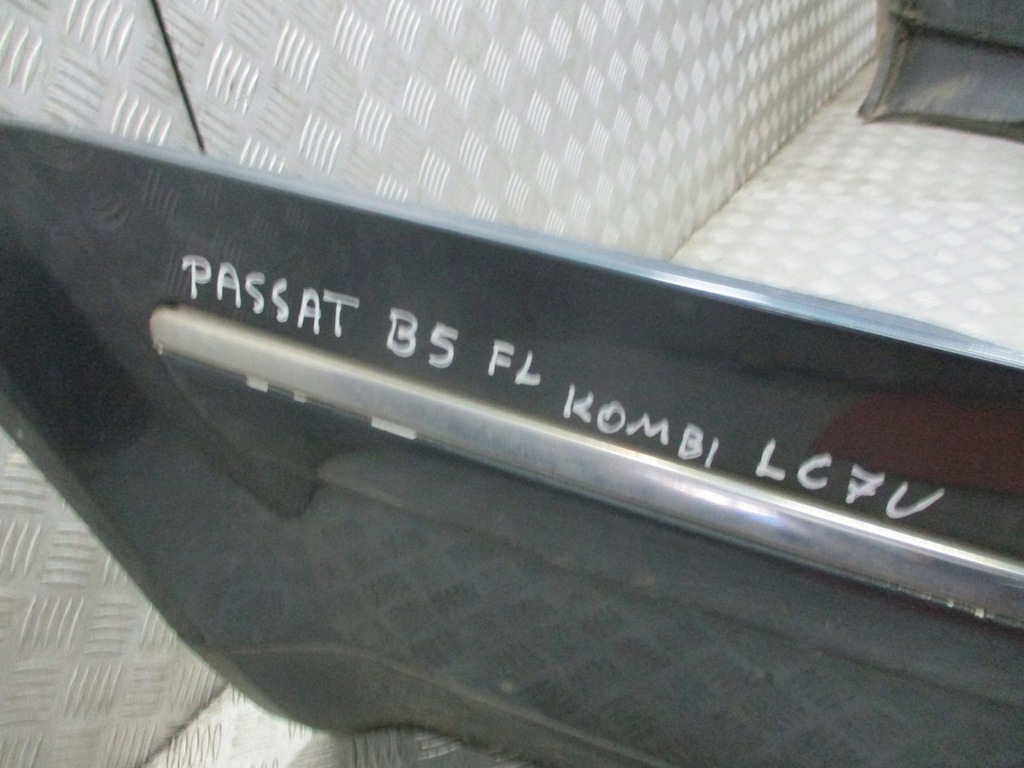 PASSAT B5 FL KOMBI LC7V